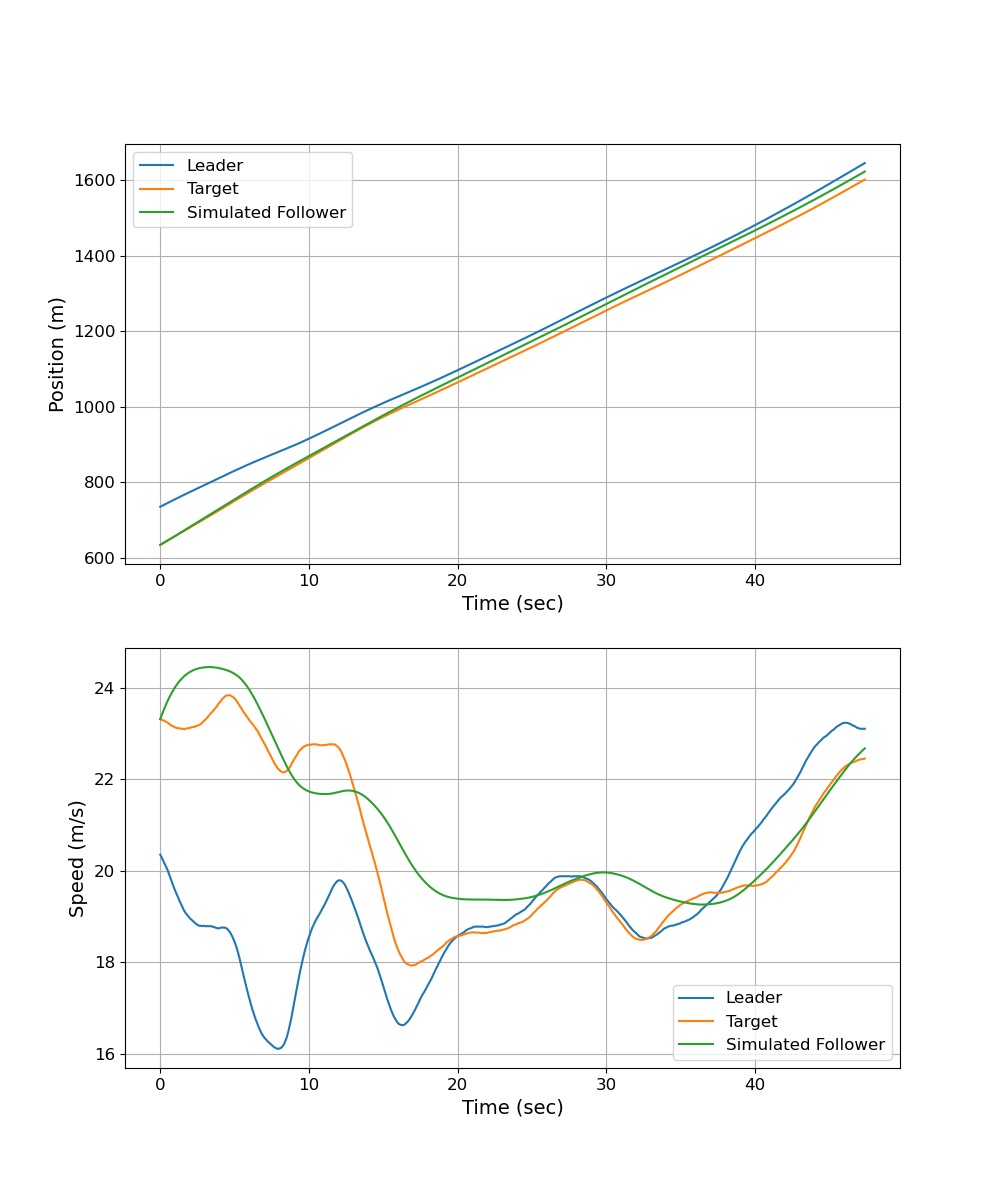 Leader
Target
Simulated Follower
1600
1400
1200
1000
800
600
Position (m)
0 10 20 30 40
Time (sec)
24
22
20
18
16
Speed (m/s)
Leader
Target
Simulated Follower
0 10 20 30 40
Time (sec)